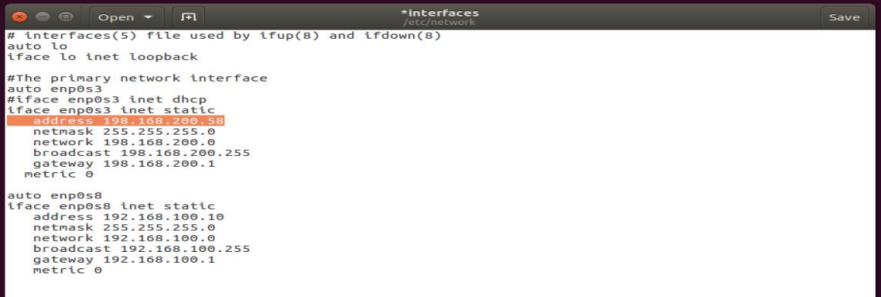 Open
*interfaces
/etc/network
Save
# interfaces(5) file used by ifup(8) and ifdown(8)
auto lo
iface lo inet loopback
#The primary network interface
auto enp0s3
#iface enp0s3 inet dhcp
iface enp0s3 inet static
address 198.168.200.58
netmask 255.255.255.0
network 198.168.200.0
broadcast 198.168.200.255
gateway 198.168.200.1
metric 0
auto enp0s8
iface enp0s8 inet static
address 192.168.100.10
netmask 255.255.255.0
network 192.168.100.0
broadcast 192.168.100.255
gateway 192.168.100.1
metric 0